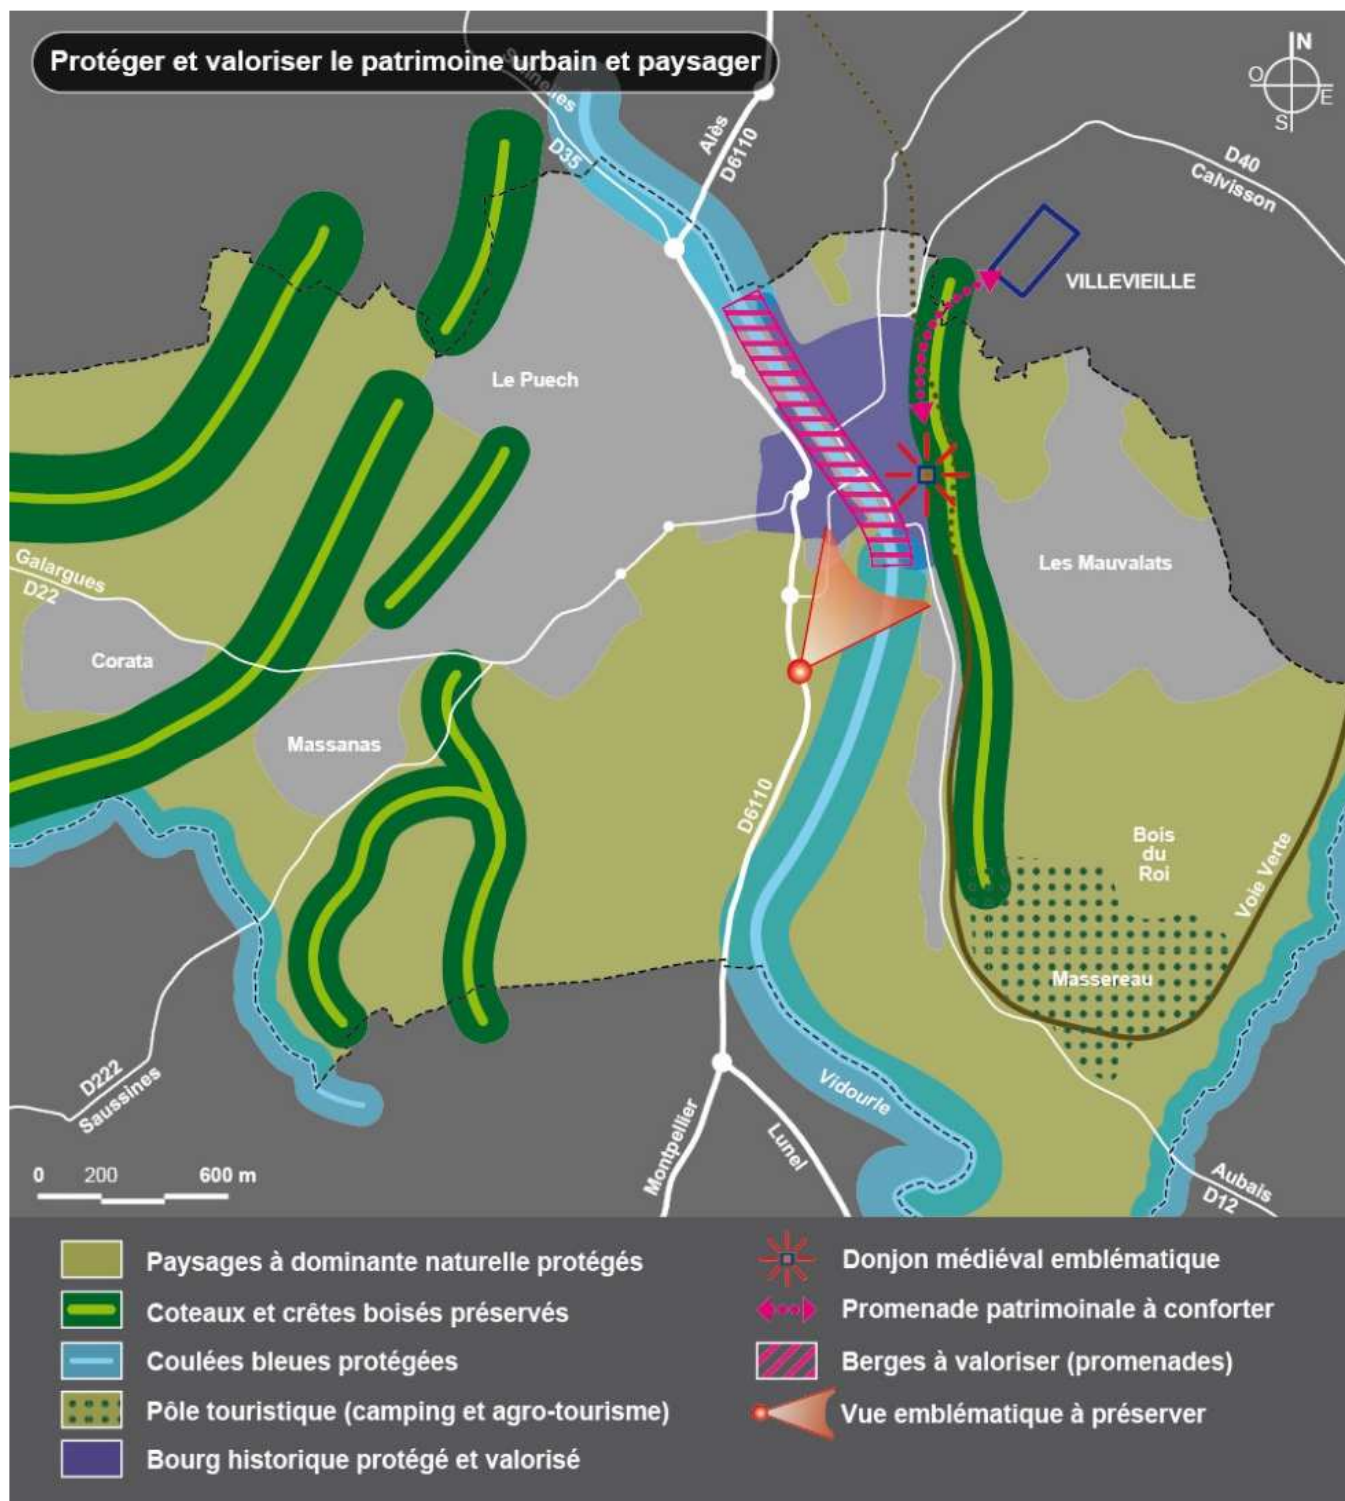 Protéger et valoriser le patrimoine urbain et paysager
N
O
E
S
D35
Alès
D6110
D40
Calvisson
VILLEVIEILLE
Le Puech
Galargues
D22
Les Mauvalats
Corata
Massanas
D6110
Bois
du
Roi
Voie Verte
Massereau
D222
Saussines
Vidourle
Montpellier
Lunel
Aubais
D12
0 200 600 m
Paysages à dominante naturelle protégés
Coteaux et crêtes boisés préservés
Coulées bleues protégées
Pôle touristique (camping et agro-tourisme)
Bourg historique protégé et valorisé
Donjon médiéval emblématique
Promenade patrimoinale à conforter
Berges à valoriser (promenades)
Vue emblématique à préserver